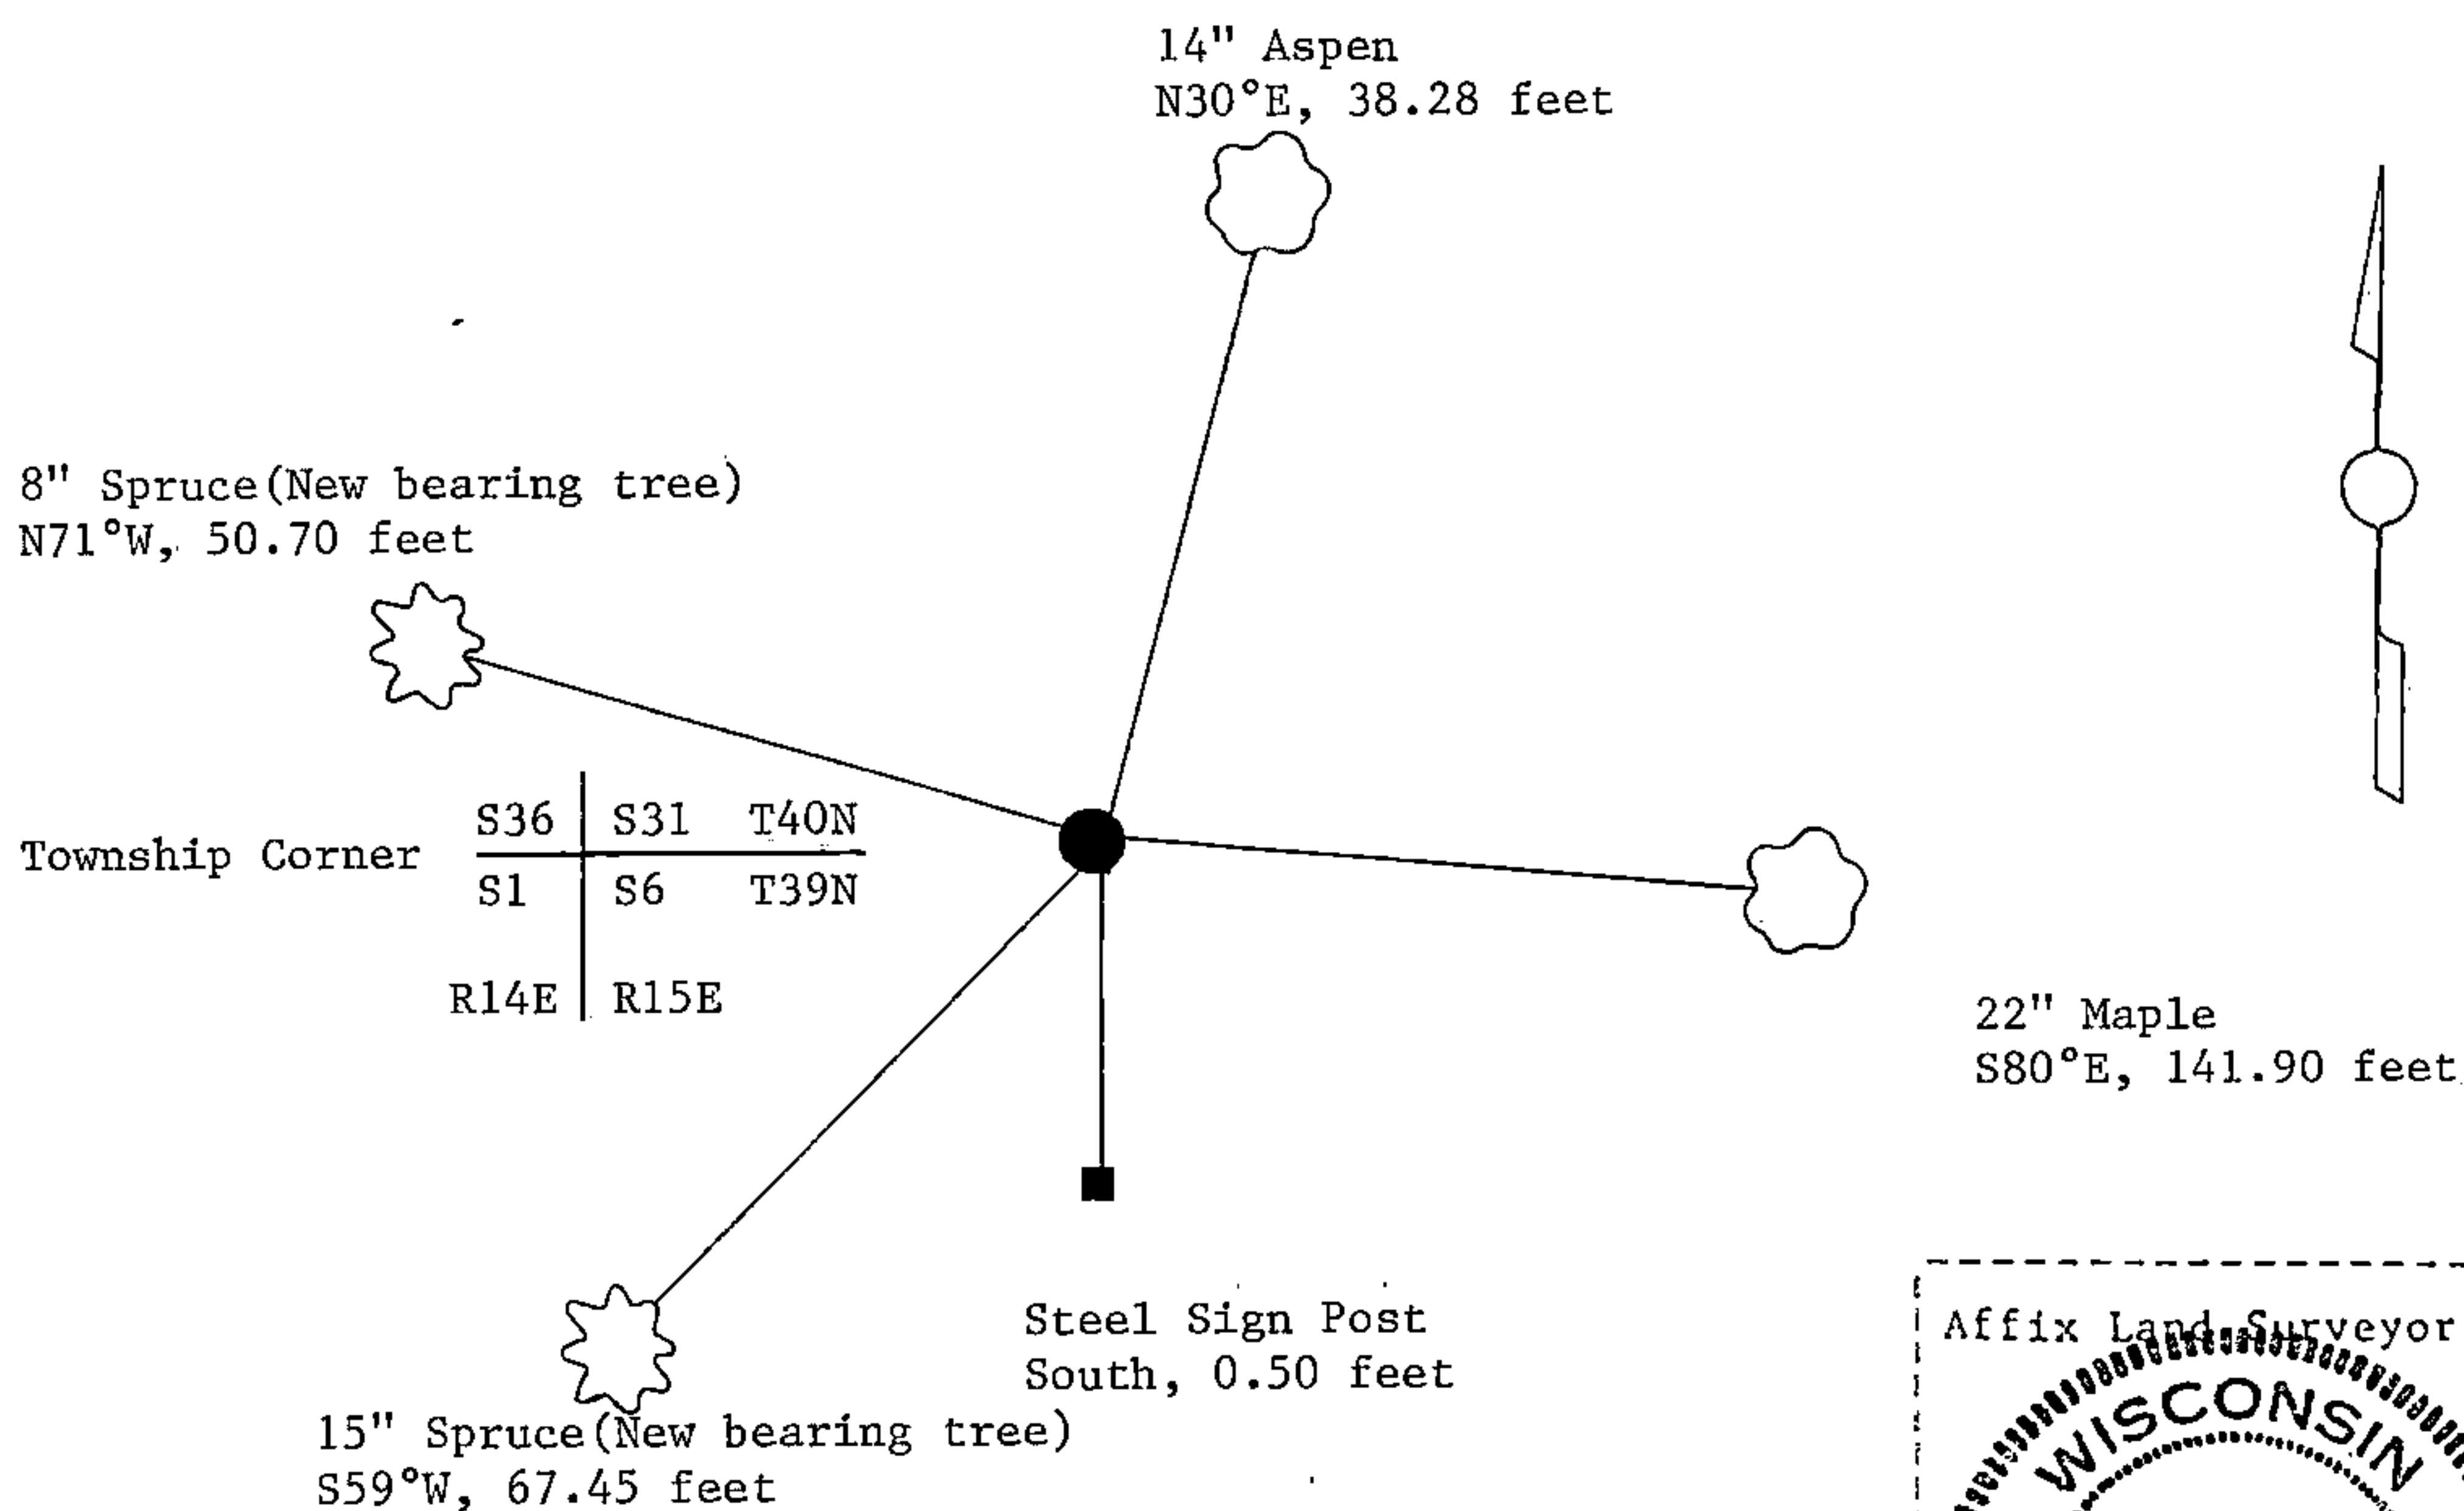 14" Aspen
N30°E, 38.28 feet
8" Spruce(New bearing tree)
N71°W, 50.70 feet
Township Corner
S36 S31 T40N
S1 S6 T39N
R14E R15E
22" Maple
S80°E, 141.90 feet
Steel Sign Post
South, 0.50 feet
15" Spruce(New bearing tree)
S59°W, 67.45 feet
Affix Land Surveyor
WISCONSIN